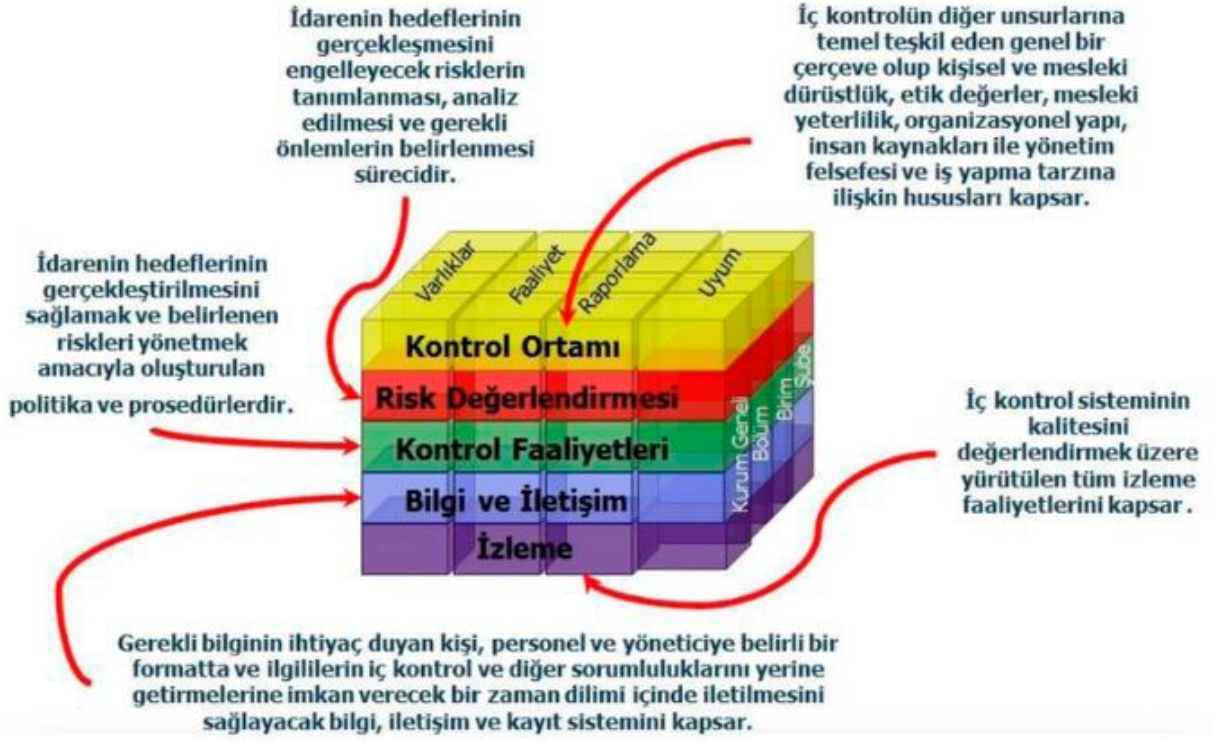 İdarenin hedeflerinin
gerçekleşmesini
engelleyecek risklerin
tanımlanması, analiz
edilmesi ve gerekli
önlemlerin belirlenmesi
sürecidir.
İç kontrolün diğer unsurlarına
temel teşkil eden genel bir
çerçeve olup kişisel ve mesleki
dürüstlük, etik değerler, mesleki
yeterlilik, organizasyonel yapı,
insan kaynakları ile yönetim
felsefesi ve iş yapma tarzına
ilişkin hususları kapsar.
İdarenin hedeflerinin
gerçekleştirilmesini
sağlamak ve belirlenen
riskleri yönetmek
amacıyla oluşturulan
politika ve prosedürlerdir.
Varlıklar
Faaliyet
Raporlama
Uyum
Kontrol Ortamı
Risk Değerlendirmesi
Kontrol Faaliyetleri
Bilgi ve İletişim
İzleme
Kurum Geneli
Bölüm
Birim
Şube
İç kontrol sisteminin
kalitesini
değerlendirmek üzere
yürütülen tüm izleme
faaliyetlerini kapsar .
Gerekli bilginin ihtiyaç duyan kişi, personel ve yöneticiye belirli bir
formatta ve ilgililerin iç kontrol ve diğer sorumluluklarını yerine
getirmelerine imkan verecek bir zaman dilimi içinde iletilmesini
sağlayacak bilgi, iletişim ve kayıt sistemini kapsar.